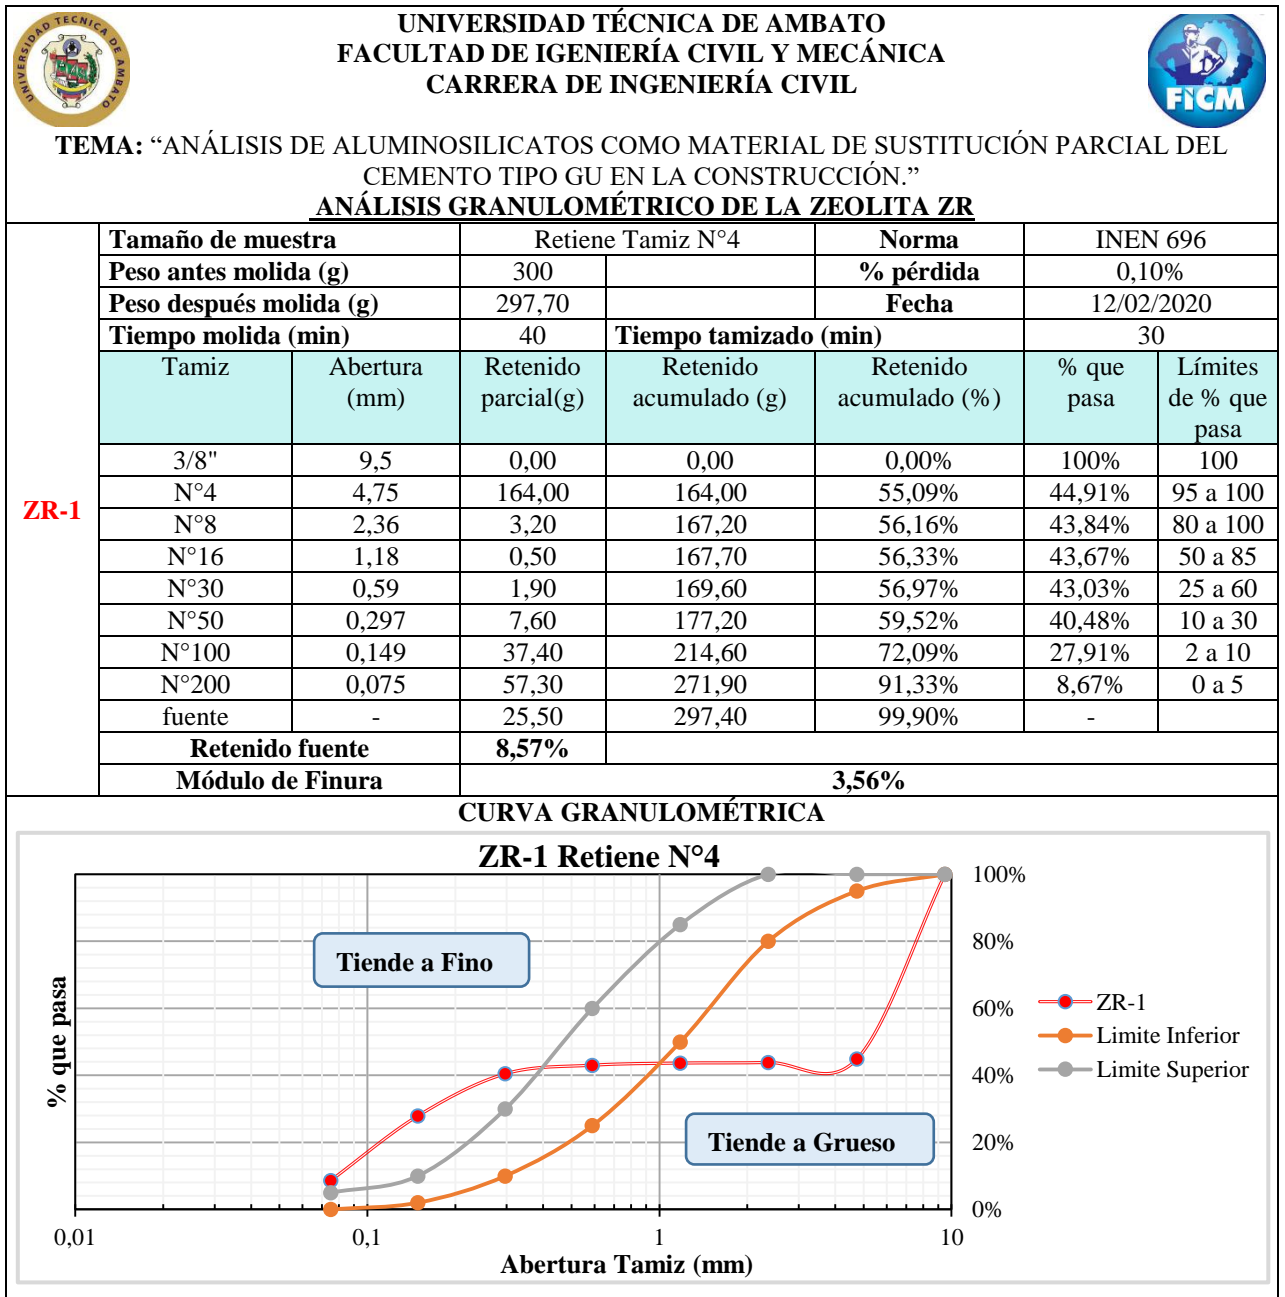 UNIVERSIDAD TÉCNICA DE AMBATO
FACULTAD DE IGENIERÍA CIVIL Y MECÁNICA
CARRERA DE INGENIERÍA CIVIL
UNIVERSIDAD TECNICA DE AMBATO
FICM
TEMA: “ANÁLISIS DE ALUMINOSILICATOS COMO MATERIAL DE SUSTITUCIÓN PARCIAL DEL
CEMENTO TIPO GU EN LA CONSTRUCCIÓN.”
ANÁLISIS GRANULOMÉTRICO DE LA ZEOLITA ZR
ZR-1
Tamaño de muestra Retiene Tamiz N°4 Norma INEN 696
Peso antes molida (g) 300 % pérdida 0,10%
Peso después molida (g) 297,70 Fecha 12/02/2020
Tiempo molida (min) 40 Tiempo tamizado (min) 30
Tamiz Abertura Retenido Retenido Retenido % que Límites
(mm) parcial(g) acumulado (g) acumulado (%) pasa de % que
pasa
3/8" 9,5 0,00 0,00 0,00% 100% 100
N°4 4,75 164,00 164,00 55,09% 44,91% 95 a 100
N°8 2,36 3,20 167,20 56,16% 43,84% 80 a 100
N°16 1,18 0,50 167,70 56,33% 43,67% 50 a 85
N°30 0,59 1,90 169,60 56,97% 43,03% 25 a 60
N°50 0,297 7,60 177,20 59,52% 40,48% 10 a 30
N°100 0,149 37,40 214,60 72,09% 27,91% 2 a 10
N°200 0,075 57,30 271,90 91,33% 8,67% 0 a 5
fuente - 25,50 297,40 99,90% -
Retenido fuente 8,57%
Módulo de Finura 3,56%
CURVA GRANULOMÉTRICA
ZR-1 Retiene N°4
100%
80%
60%
40%
20%
0%
Tiende a Fino
Tiende a Grueso
% que pasa
ZR-1
Limite Inferior
Limite Superior
0,01 0,1 1 10
Abertura Tamiz (mm)